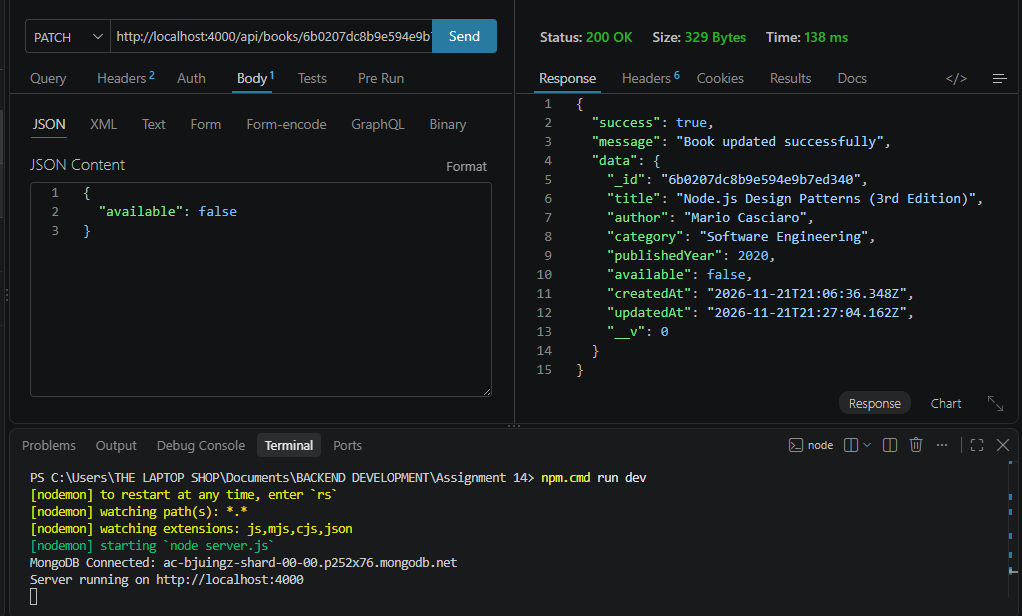 PATCH http://localhost:4000/api/books/6b0207dc8b9e594e9b7 Send
Query Headers 2 Auth Body 1 Tests Pre Run
JSON XML Text Form Form-encode GraphQL Binary
JSON Content Format
1 {
2 "available": false
3 }
Status: 200 OK Size: 329 Bytes Time: 138 ms
Response Headers 6 Cookies Results Docs </>
1 {
2 "success": true,
3 "message": "Book updated successfully",
4 "data": {
5 "_id": "6b0207dc8b9e594e9b7ed340",
6 "title": "Node.js Design Patterns (3rd Edition)",
7 "author": "Mario Casciaro",
8 "category": "Software Engineering",
9 "publishedYear": 2020,
10 "available": false,
11 "createdAt": "2026-11-21T21:06:36.348Z",
12 "updatedAt": "2026-11-21T21:27:04.162Z",
13 "__v": 0
14 }
15 }
Response Chart
Problems Output Debug Console Terminal Ports node
PS C:\Users\THE LAPTOP SHOP\Documents\BACKEND DEVELOPMENT\Assignment 14> npm.cmd run dev
[nodemon] to restart at any time, enter `rs`
[nodemon] watching path(s): *.*
[nodemon] watching extensions: js,mjs,cjs,json
[nodemon] starting `node server.js`
MongoDB Connected: ac-bjuingz-shard-00-00.p252x76.mongodb.net
Server running on http://localhost:4000